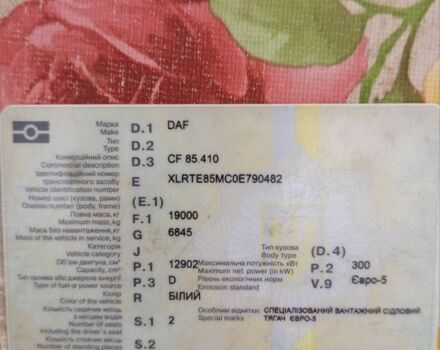 Марка
Make D.1 DAF
Тип
Type D.2
Комерційний опис
Commercial description D.3 CF 85.410
Ідентифікаційний номер
транспортного засобу E XLRTE85MC0E790482
Vehicle identification number
Номер шасі (кузова, рами) (E.1)
Chassis number (body, frame)
Повна маса, кг F.1 19000
Maximum mass, kg
Маса без навантаження, кг G 6845
Mass of the vehicle in service, kg
Категорія J Тип кузова (D.4)
Vehicle category Body type
Об'єм двигуна, см³ P.1 12902 Максимальна потужність кВт P.2 300
Capacity, cm³ Maximum net power (in kW)
Тип палива або джерела енергії P.3 D Рівень екологічних норм V.9 Євро-5
Type of fuel or power source Emission standard
Колір R БІЛИЙ
Color of the vehicle
Кількість сидячих місць
з місцем водія S.1 2 Особливі відмітки: СПЕЦІАЛІЗОВАНИЙ ВАНТАЖНИЙ СІДЛОВИЙ
Number of seats Special marks ТЯГАЧ ЄВРО-5
including the driver's seat
Кількість стоячих місць S.2
Number of standing places